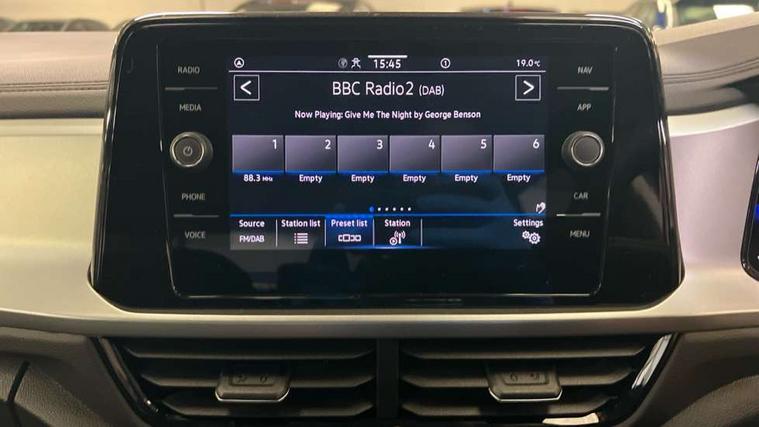 15:45
19.0°C
RADIO
NAV
BBC Radio2 (DAB)
MEDIA
APP
Now Playing: Give Me The Night by George Benson
1 2 3 4 5 6
88.3 MHz Empty Empty Empty Empty Empty
PHONE
CAR
Source Station list Preset list Station Settings
FM/DAB
VOICE
MENU